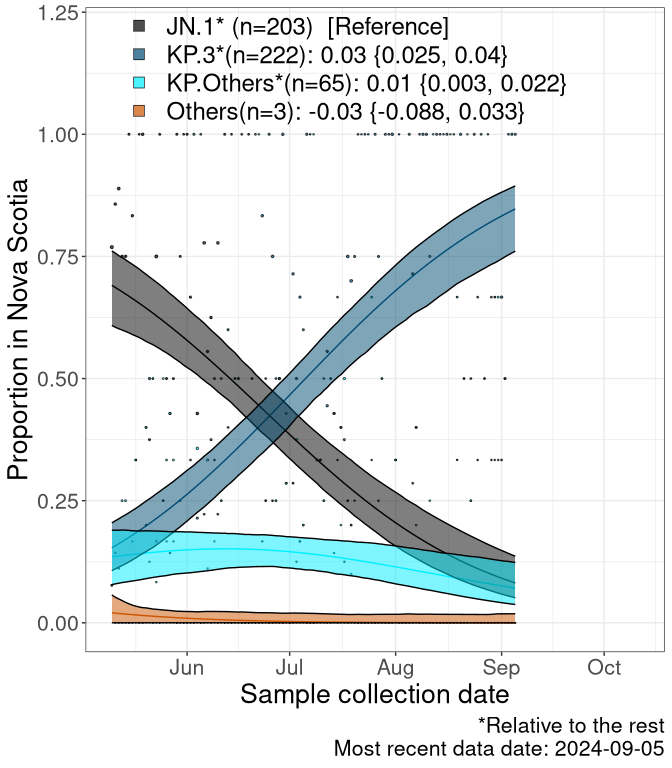 1.25
JN.1* (n=203)  [Reference]
KP.3*(n=222): 0.03 {0.025, 0.04}
KP.Others*(n=65): 0.01 {0.003, 0.022}
Others(n=3): -0.03 {-0.088, 0.033}
1.00
0.75
0.50
0.25
0.00
Proportion in Nova Scotia
Jun Jul Aug Sep Oct
Sample collection date
*Relative to the rest
Most recent data date: 2024-09-05